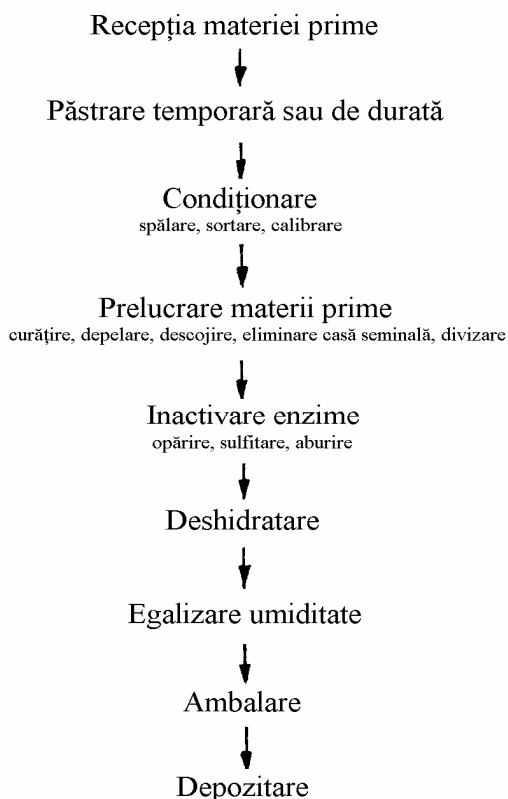 Recepția materiei prime
Păstrare temporară sau de durată
Condiționare
spălare, sortare, calibrare
Prelucrare materii prime
curățire, depelare, descojire, eliminare casă seminală, divizare
Inactivare enzime
opărire, sulfitare, aburire
Deshidratare
Egalizare umiditate
Ambalare
Depozitare